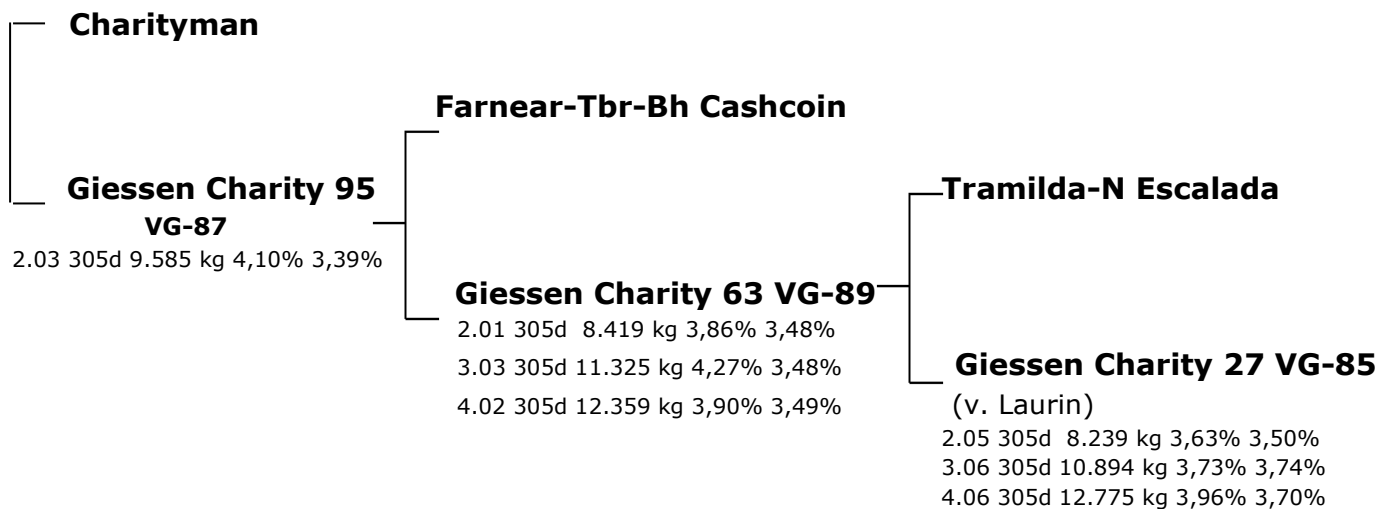 Charityman
Farnear-Tbr-Bh Cashcoin
Giessen Charity 95
VG-87
2.03 305d 9.585 kg 4,10% 3,39%
Tramilda-N Escalada
Giessen Charity 63 VG-89
2.01 305d 8.419 kg 3,86% 3,48%
3.03 305d 11.325 kg 4,27% 3,48%
4.02 305d 12.359 kg 3,90% 3,49%
Giessen Charity 27 VG-85
(v. Laurin)
2.05 305d 8.239 kg 3,63% 3,50%
3.06 305d 10.894 kg 3,73% 3,74%
4.06 305d 12.775 kg 3,96% 3,70%